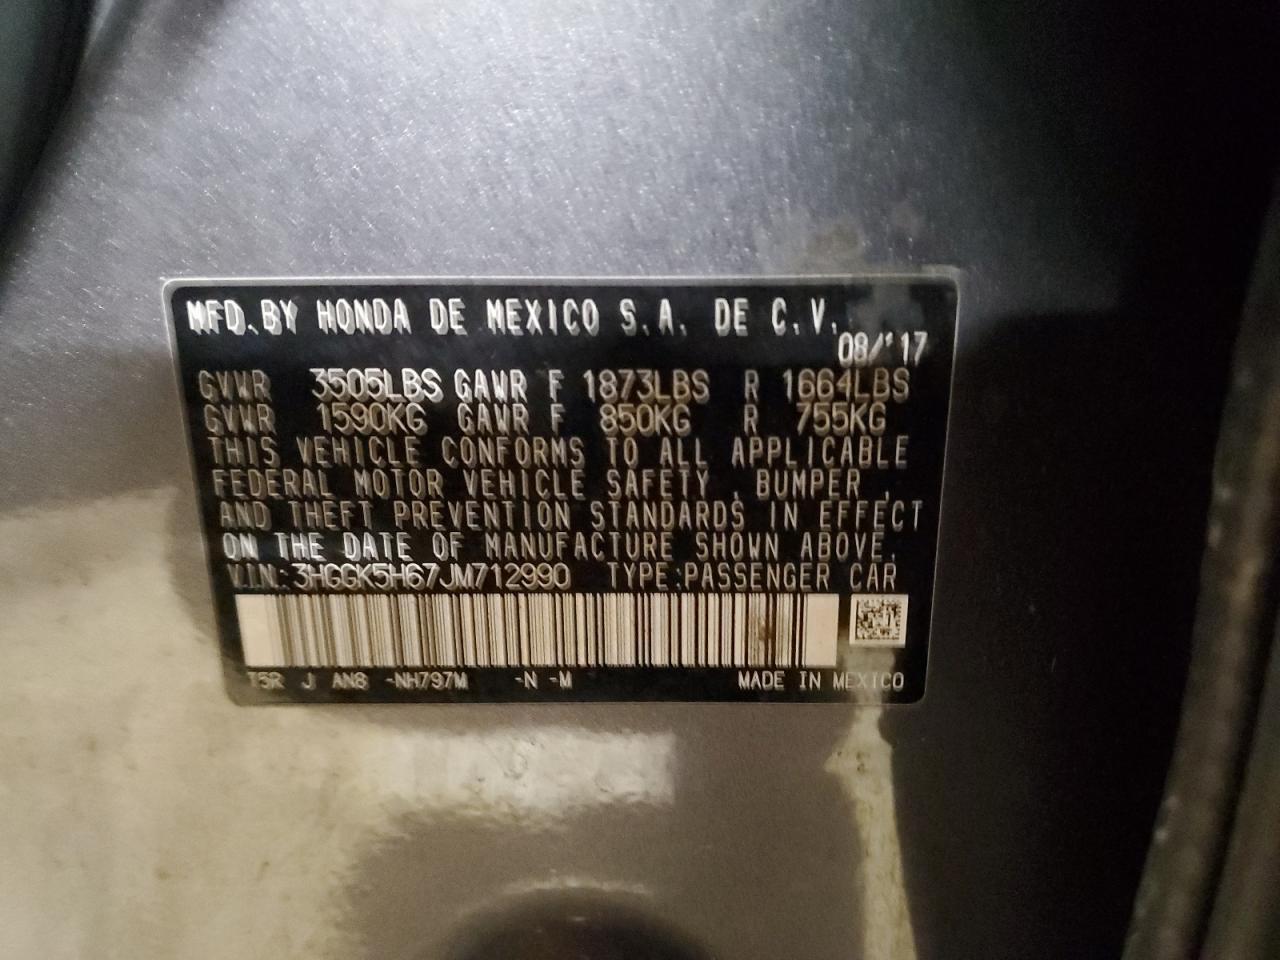 MFD. BY HONDA DE MEXICO S.A. DE C.V.
08/'17
GVWR 3505LBS GAWR F 1873LBS R 1664LBS
GVWR 1590KG GAWR F 850KG R 755KG
THIS VEHICLE CONFORMS TO ALL APPLICABLE
FEDERAL MOTOR VEHICLE SAFETY , BUMPER ,
AND THEFT PREVENTION STANDARDS IN EFFECT
ON THE DATE OF MANUFACTURE SHOWN ABOVE.
V.I.N.:3HGGK5H67JM712990 TYPE:PASSENGER CAR
T5R J AN8 -NH797M -N -M MADE IN MEXICO